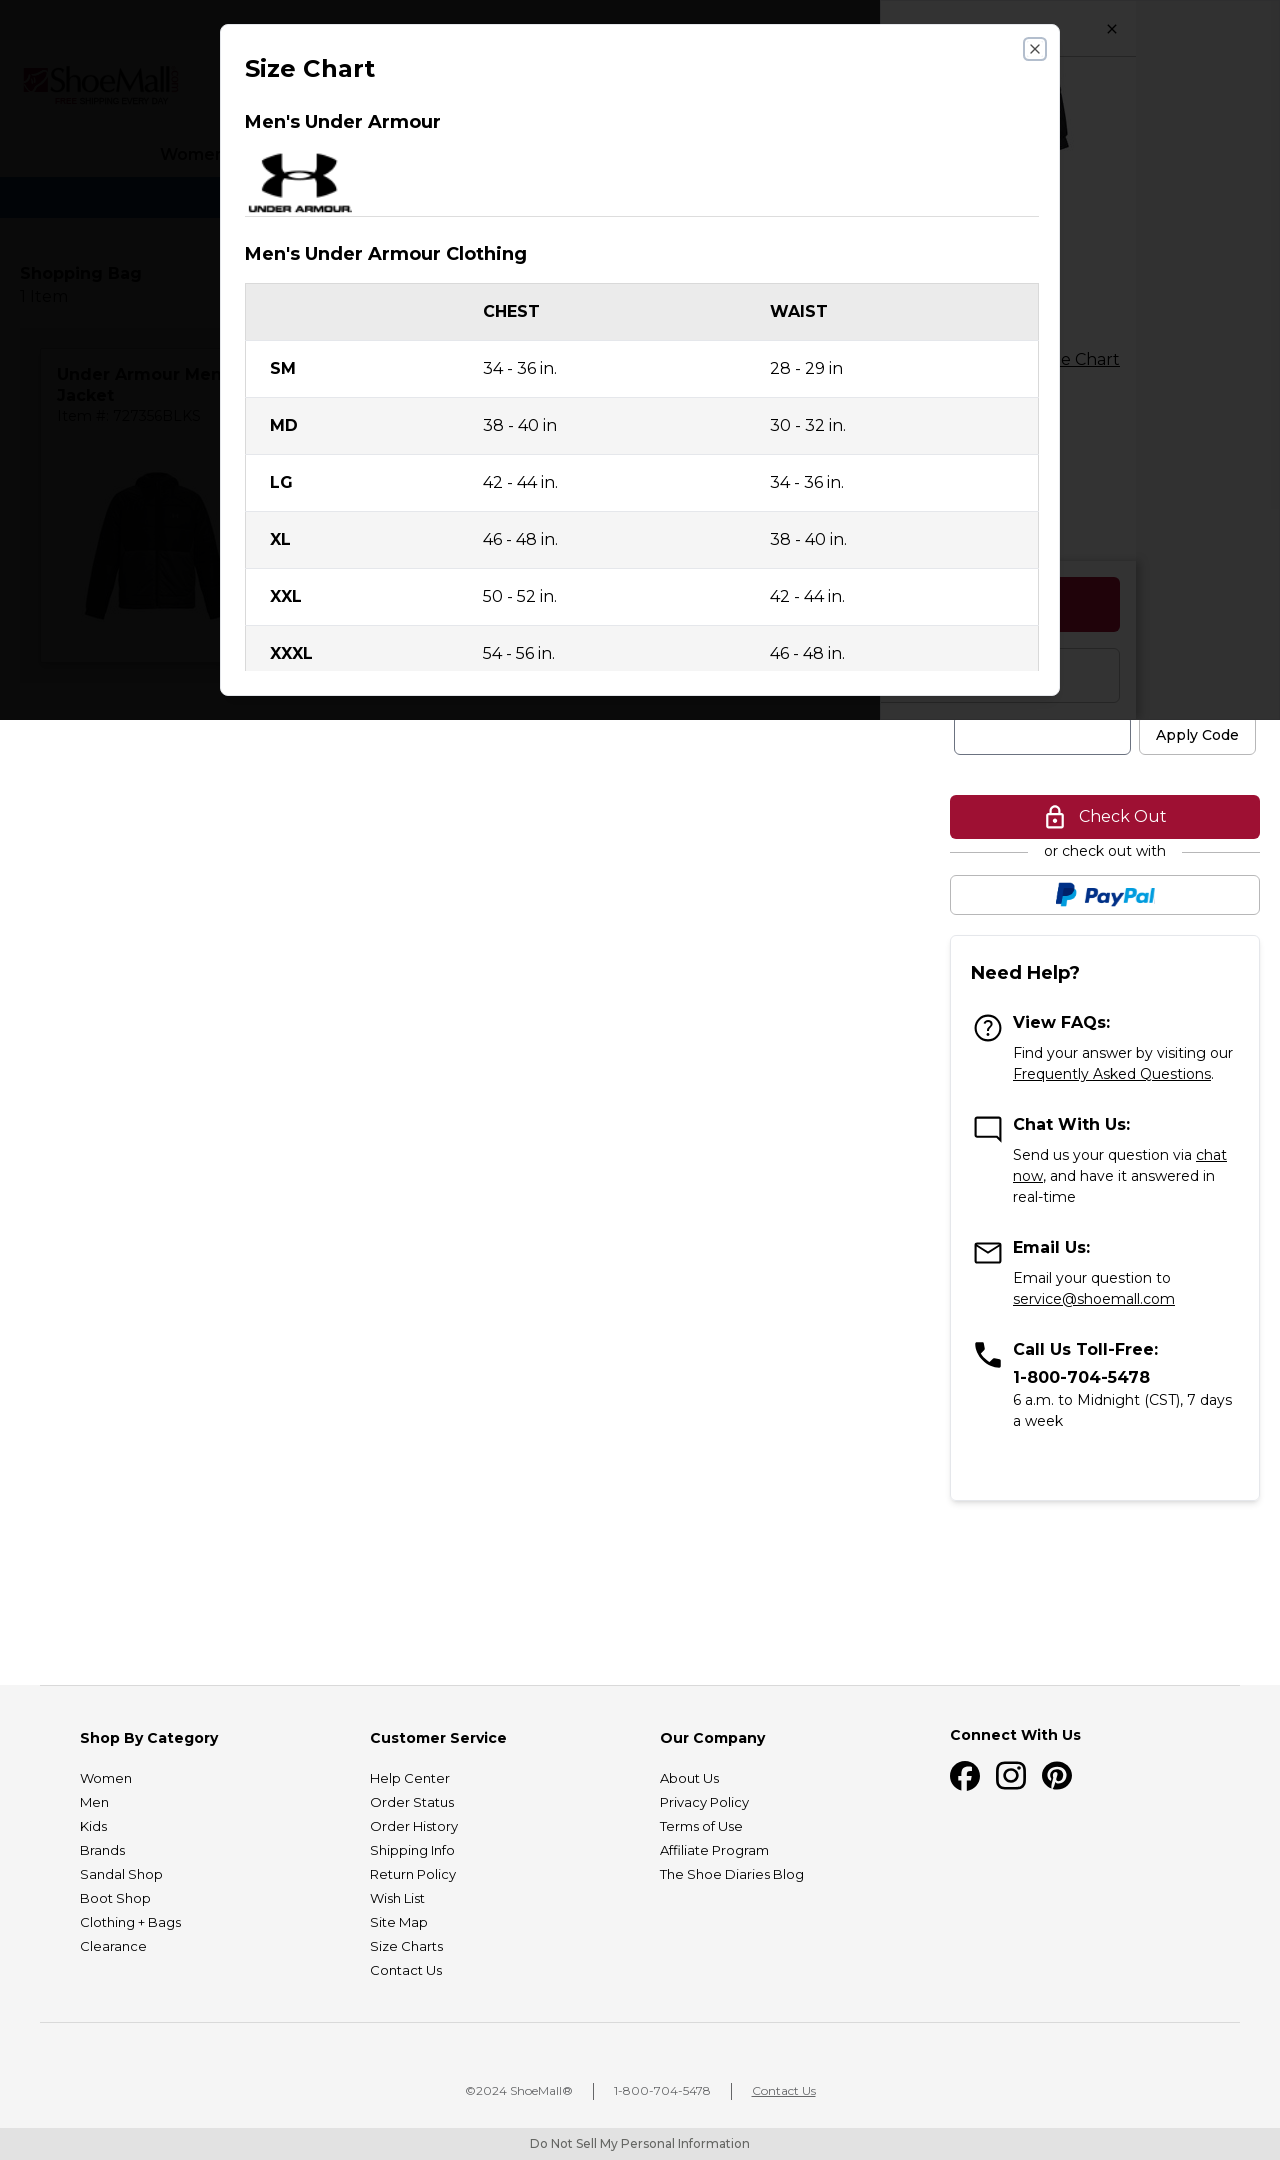 Size Chart
Men's Under Armour
UNDER ARMOUR.
Men's Under Armour Clothing
CHEST WAIST
SM 34 - 36 in. 28 - 29 in
MD 38 - 40 in 30 - 32 in.
LG 42 - 44 in. 34 - 36 in.
XL 46 - 48 in. 38 - 40 in.
XXL 50 - 52 in. 42 - 44 in.
XXXL 54 - 56 in. 46 - 48 in.
ShoeMall
FREE SHIPPING EVERY DAY
Women
Shopping Bag
1 Item
Under Armour Men
Jacket
Item #: 727356BLKS
e Chart
Apply Code
Check Out
or check out with
PayPal
Need Help?
View FAQs:
Find your answer by visiting our
Frequently Asked Questions.
Chat With Us:
Send us your question via chat
now, and have it answered in
real-time
Email Us:
Email your question to
service@shoemall.com
Call Us Toll-Free:
1-800-704-5478
6 a.m. to Midnight (CST), 7 days
a week
Shop By Category
Women
Men
Kids
Brands
Sandal Shop
Boot Shop
Clothing + Bags
Clearance
Customer Service
Help Center
Order Status
Order History
Shipping Info
Return Policy
Wish List
Site Map
Size Charts
Contact Us
Our Company
About Us
Privacy Policy
Terms of Use
Affiliate Program
The Shoe Diaries Blog
Connect With Us
©2024 ShoeMall® 1-800-704-5478 Contact Us
Do Not Sell My Personal Information